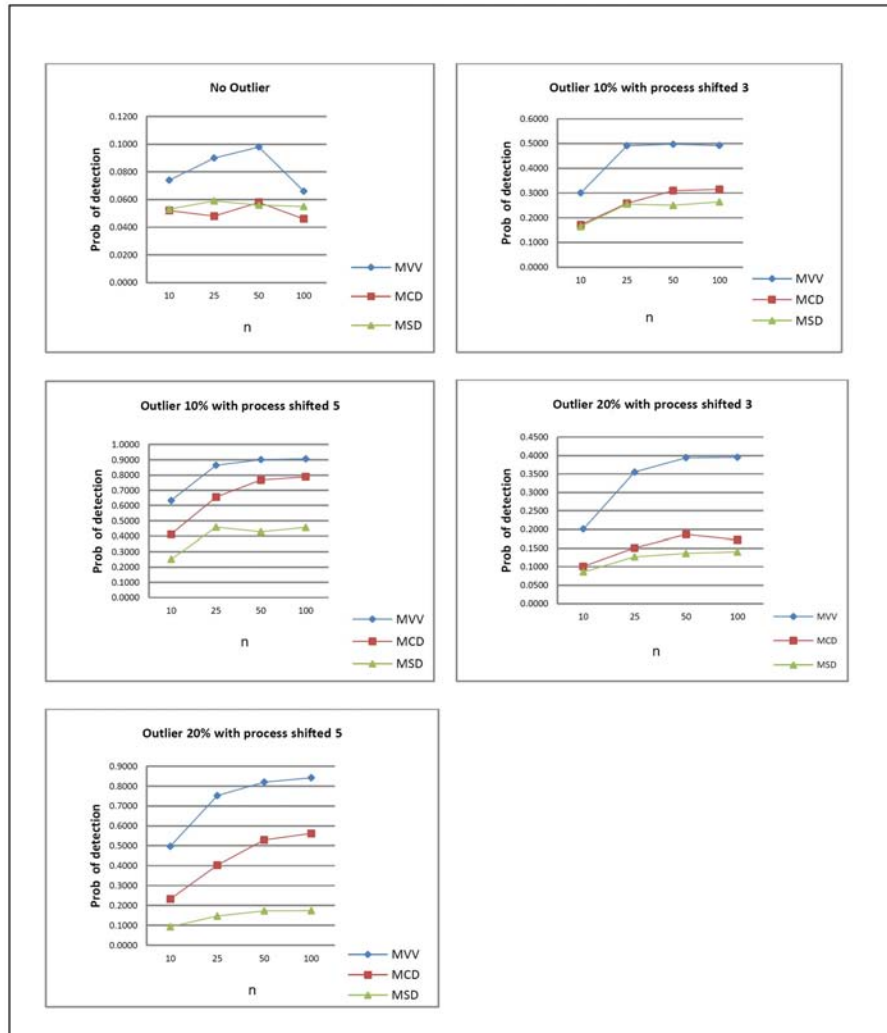 No Outlier
Prob of detection
0.1200
0.1000
0.0800
0.0600
0.0400
0.0200
0.0000
10 25 50 100
n
MVV
MCD
MSD
Outlier 10% with process shifted 3
Prob of detection
0.6000
0.5000
0.4000
0.3000
0.2000
0.1000
0.0000
10 25 50 100
n
MVV
MCD
MSD
Outlier 10% with process shifted 5
Prob of detection
1.0000
0.9000
0.8000
0.7000
0.6000
0.5000
0.4000
0.3000
0.2000
0.1000
0.0000
10 25 50 100
n
MVV
MCD
MSD
Outlier 20% with process shifted 3
Prob of detection
0.4500
0.4000
0.3500
0.3000
0.2500
0.2000
0.1500
0.1000
0.0500
0.0000
10 25 50 100
n
MVV
MCD
MSD
Outlier 20% with process shifted 5
Prob of detection
0.9000
0.8000
0.7000
0.6000
0.5000
0.4000
0.3000
0.2000
0.1000
0.0000
10 25 50 100
n
MVV
MCD
MSD